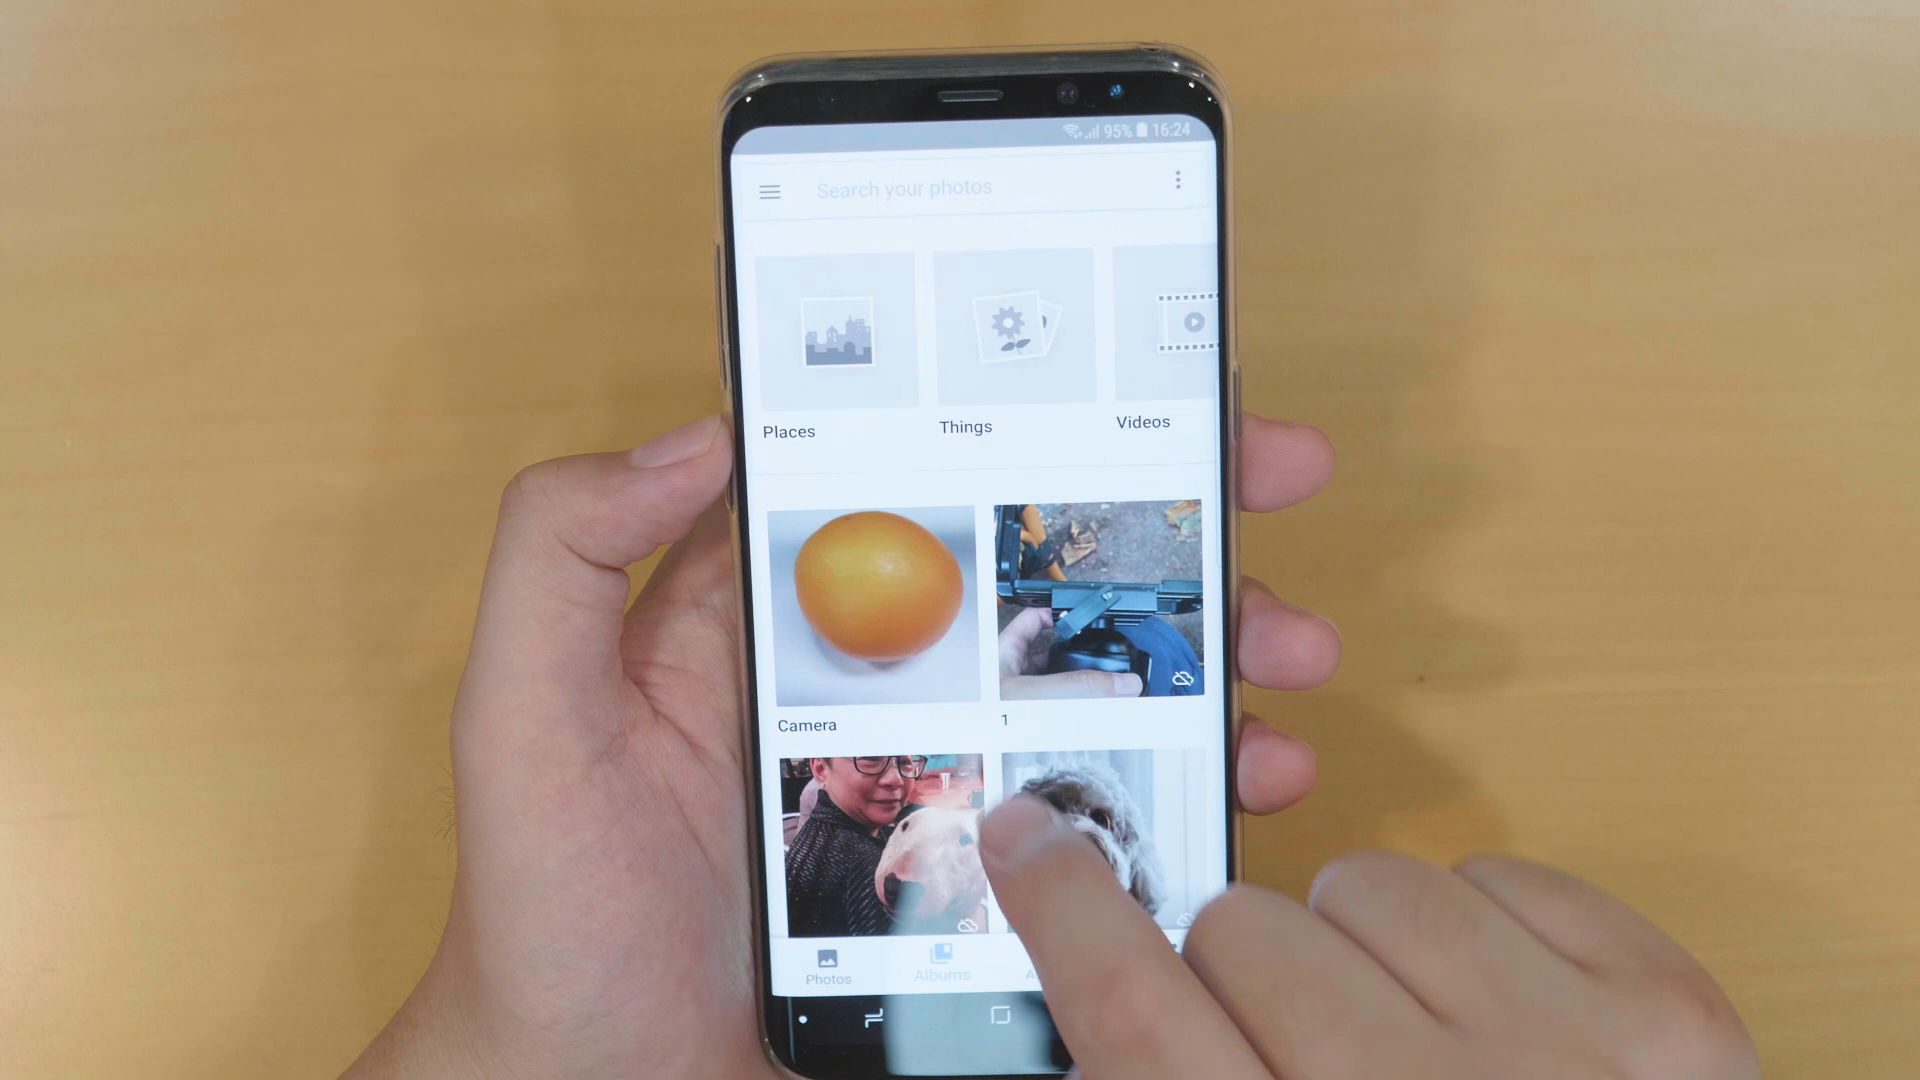 95% 16:24
Search your photos
Places Things Videos
Camera 1
Photos Albums A